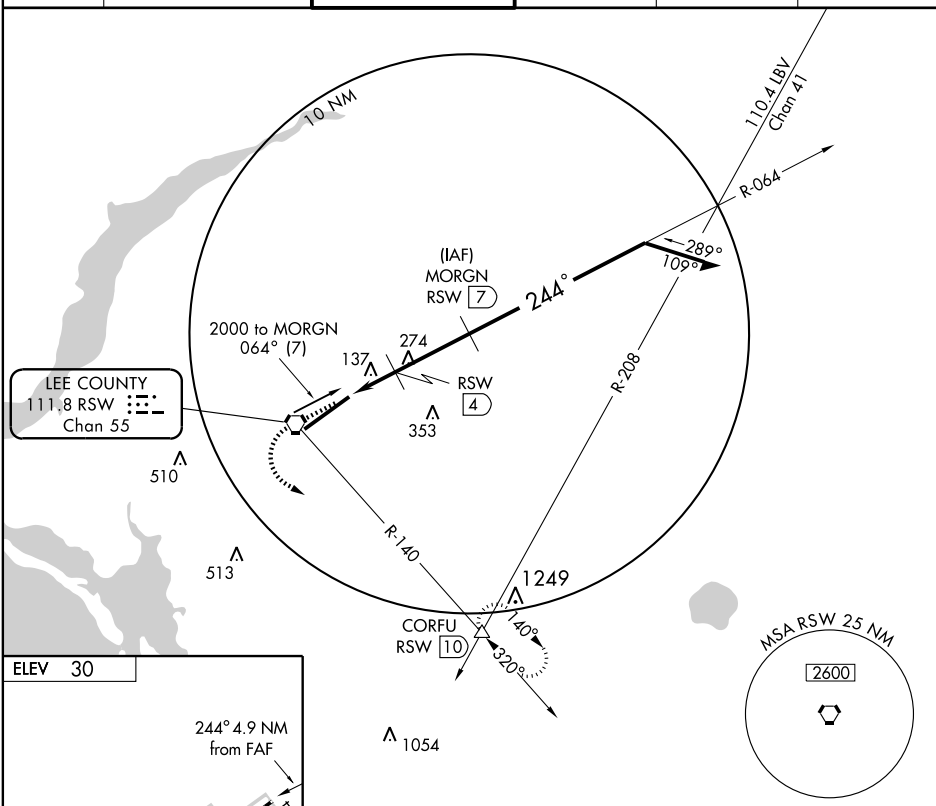 10 NM
110.4 LBV
Chan 41
R-064
289°
109°
(IAF)
MORGN
RSW 7
244°
2000 to MORGN
064° (7)
137
274
RSW
4
353
LEE COUNTY
111.8 RSW
Chan 55
R-208
510
R-140
513
1249
CORFU
RSW 10
140°
320°
MSA RSW 25 NM
2600
ELEV 30
244° 4.9 NM
from FAF
1054